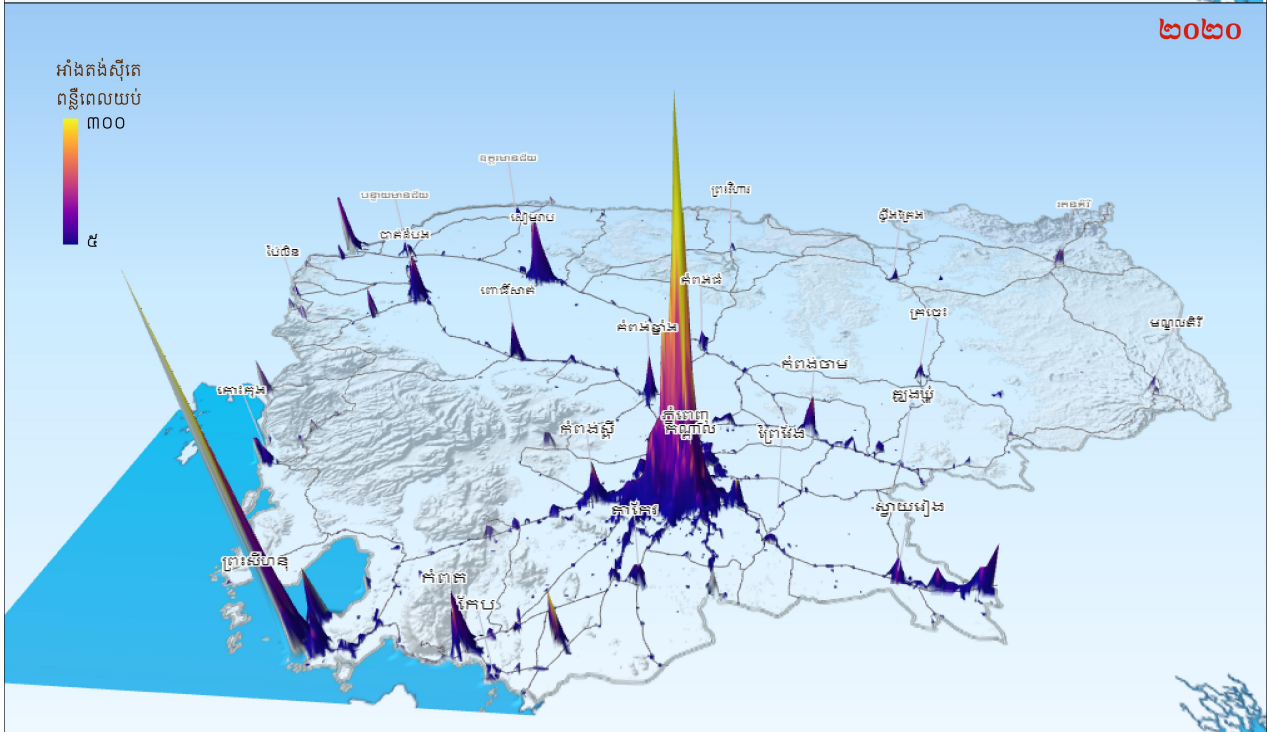 ២០២០
អាំងតង់ស៊ីតេ
ពន្លឺពេលយប់
៣០០
៥
ឧត្ដរមានជ័យ
បន្ទាយមានជ័យ
ព្រះវិហារ
រតនគិរី
សៀមរាប
ស្ទឹងត្រែង
បាត់ដំបង
ប៉ៃលិន
កំពង់ធំ
ពោធិ៍សាត់
ក្រចេះ
មណ្ឌលគិរី
កំពង់ឆ្នាំង
កំពង់ចាម
កោះកុង
ត្បូងឃ្មុំ
ភ្នំពេញ
កណ្ដាល
កំពង់ស្ពឺ
ព្រៃវែង
តាកែវ
ស្វាយរៀង
ព្រះសីហនុ
កំពត
កែប